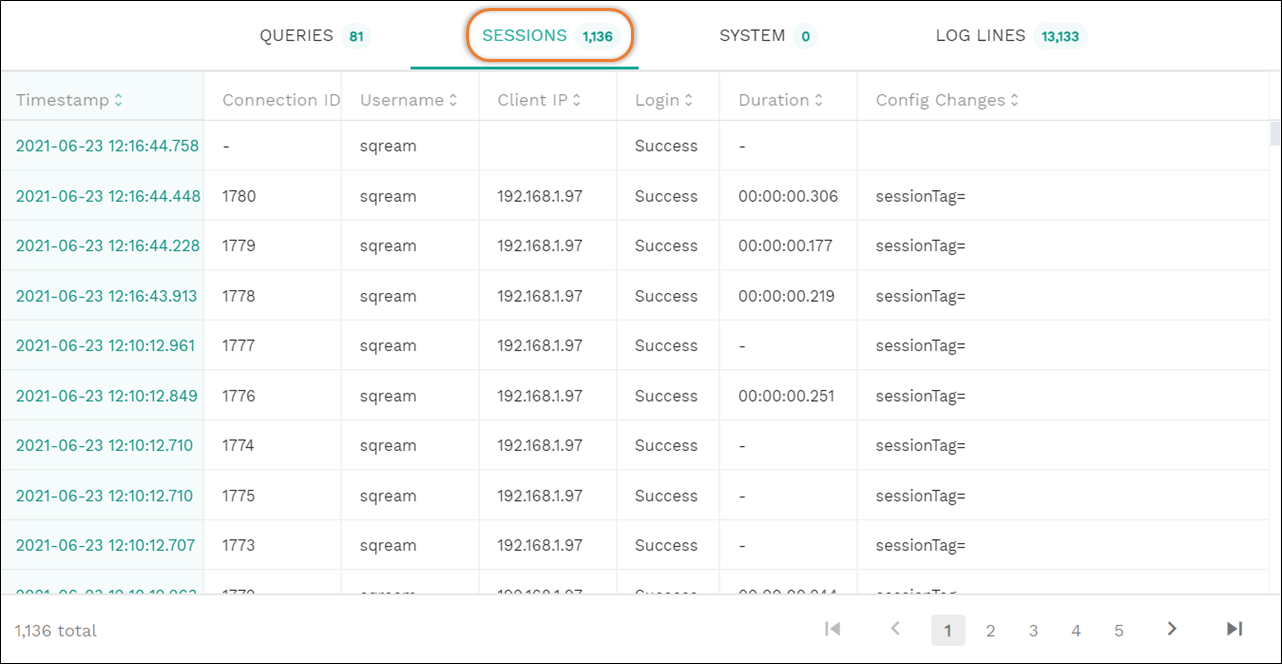 QUERIES 81 SESSIONS 1,136 SYSTEM 0 LOG LINES 13,133
Timestamp Connection ID Username Client IP Login Duration Config Changes
2021-06-23 12:16:44.758 - sqream Success -
2021-06-23 12:16:44.448 1780 sqream 192.168.1.97 Success 00:00:00.306 sessionTag=
2021-06-23 12:16:44.228 1779 sqream 192.168.1.97 Success 00:00:00.177 sessionTag=
2021-06-23 12:16:43.913 1778 sqream 192.168.1.97 Success 00:00:00.219 sessionTag=
2021-06-23 12:10:12.961 1777 sqream 192.168.1.97 Success - sessionTag=
2021-06-23 12:10:12.849 1776 sqream 192.168.1.97 Success 00:00:00.251 sessionTag=
2021-06-23 12:10:12.710 1774 sqream 192.168.1.97 Success - sessionTag=
2021-06-23 12:10:12.710 1775 sqream 192.168.1.97 Success - sessionTag=
2021-06-23 12:10:12.707 1773 sqream 192.168.1.97 Success - sessionTag=
1,136 total 1 2 3 4 5